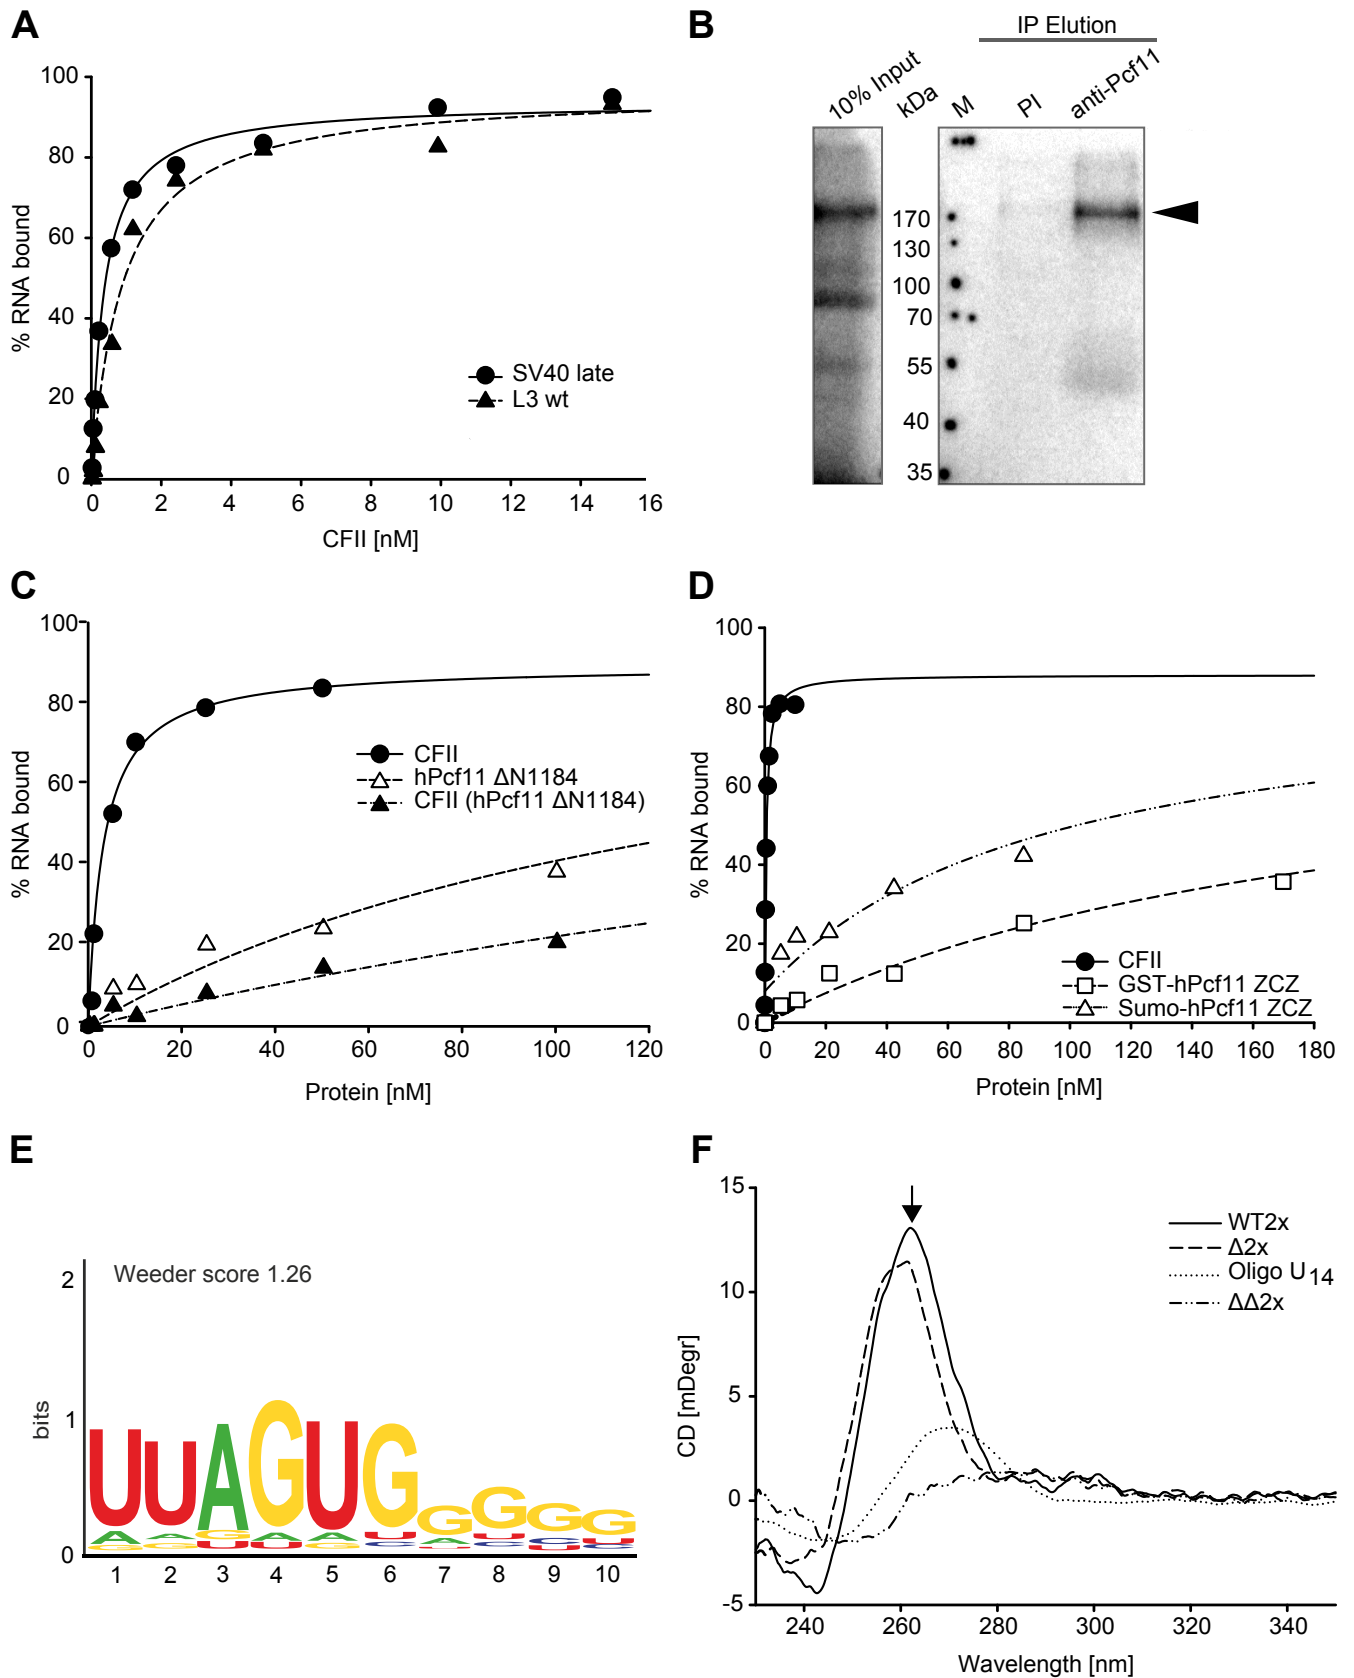 A
100
80
60
40
20
0
% RNA bound
SV40 late
L3 wt
0 2 4 6 8 10 12 14 16
CFII [nM]
B
IP Elution
10% Input kDa M PI anti-Pcf11
170
130
100
70
55
40
35
C
100
80
60
40
20
0
% RNA bound
CFII
hPcf11 ΔN1184
CFII (hPcf11 ΔN1184)
0 20 40 60 80 100 120
Protein [nM]
D
100
80
60
40
20
0
% RNA bound
CFII
GST-hPcf11 ZCZ
Sumo-hPcf11 ZCZ
0 20 40 60 80 100 120 140 160 180
Protein [nM]
E
Weeder score 1.26
2
1
0
bits
UUAGUGGGGG
1 2 3 4 5 6 7 8 9 10
F
15
10
5
0
-5
CD [mDegr]
WT2x
Δ2x
Oligo U14
ΔΔ2x
240 260 280 300 320 340
Wavelength [nm]